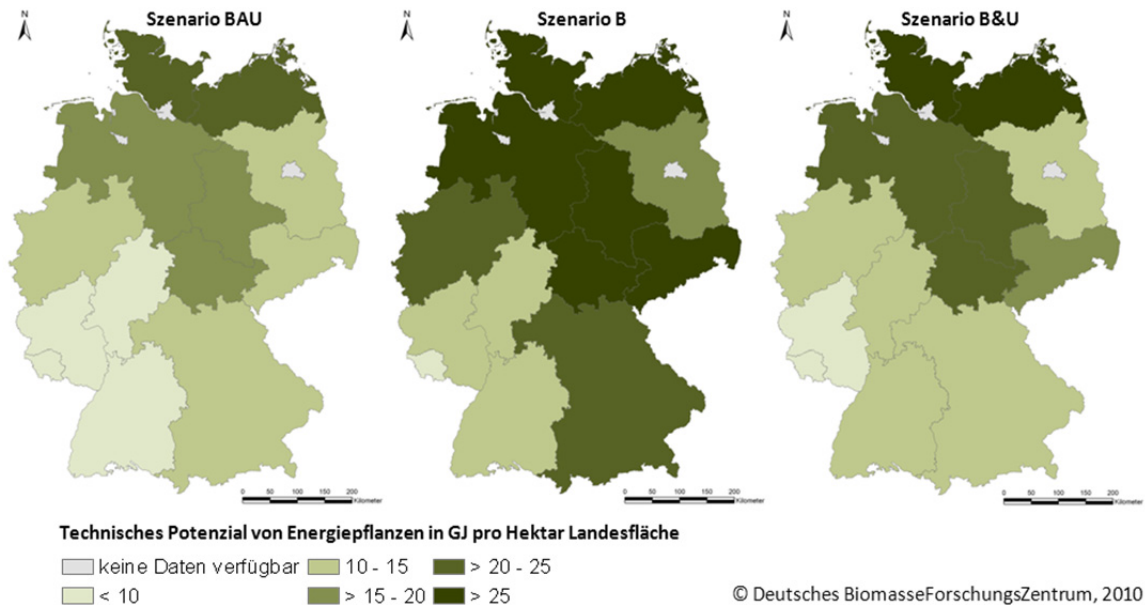 Szenario BAU
Szenario B
Szenario B&U
N
N
N
0 50 100 150 200
Kilometer
0 50 100 150 200
Kilometer
0 50 100 150 200
Kilometer
Technisches Potenzial von Energiepflanzen in GJ pro Hektar Landesfläche
keine Daten verfügbar 10 - 15 > 20 - 25
< 10 > 15 - 20 > 25
© Deutsches BiomasseForschungsZentrum, 2010